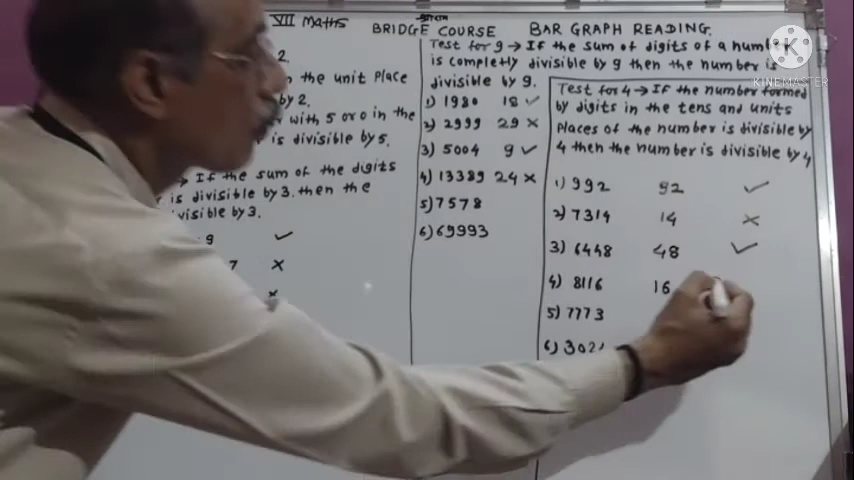 VII Maths BRIDGE COURSE BAR GRAPH READING.
2.
the unit place
by 2.
with 5 or 0 in the
is divisible by 5.
If the sum of the digits
is divisible by 3. then the
visible by 3.
9 ✓
7 ×
×
Test for 9 → If the sum of digits of a number
is completly divisible by 9 then the number is
divisible by 9.
1) 1980 18 ✓
2) 2999 29 ×
3) 5004 9 ✓
4) 13389 24 ×
5) 7578
6) 69993
Test for 4 → If the number formed
by digits in the tens and units
Places of the number is divisible by
4 then the number is divisible by 4
1) 992 92 ✓
2) 7314 14 ×
3) 6448 48 ✓
4) 8116 16
5) 7773
6) 302
KINEMASTER